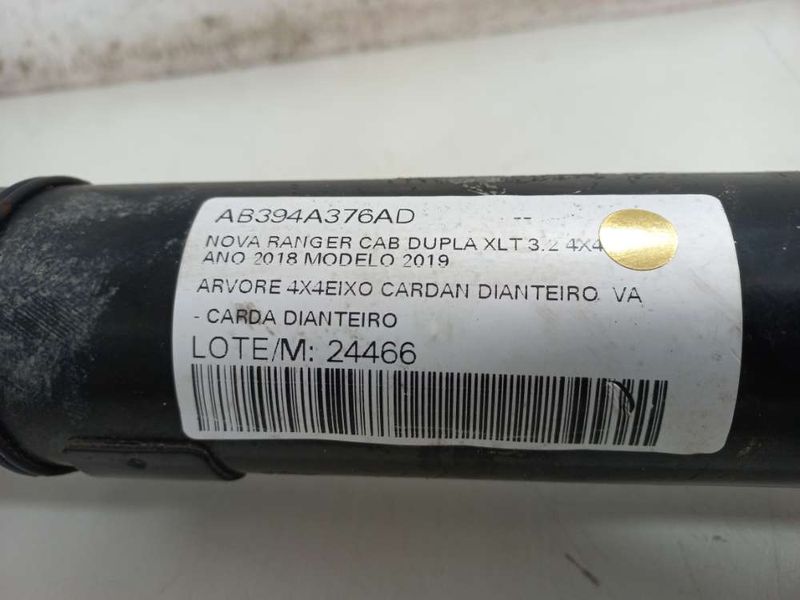 AB394A376AD --
NOVA RANGER CAB DUPLA XLT 3.2 4X4
ANO 2018 MODELO 2019
ARVORE 4X4EIXO CARDAN DIANTEIRO VA
- CARDA DIANTEIRO
LOTE/M: 24466